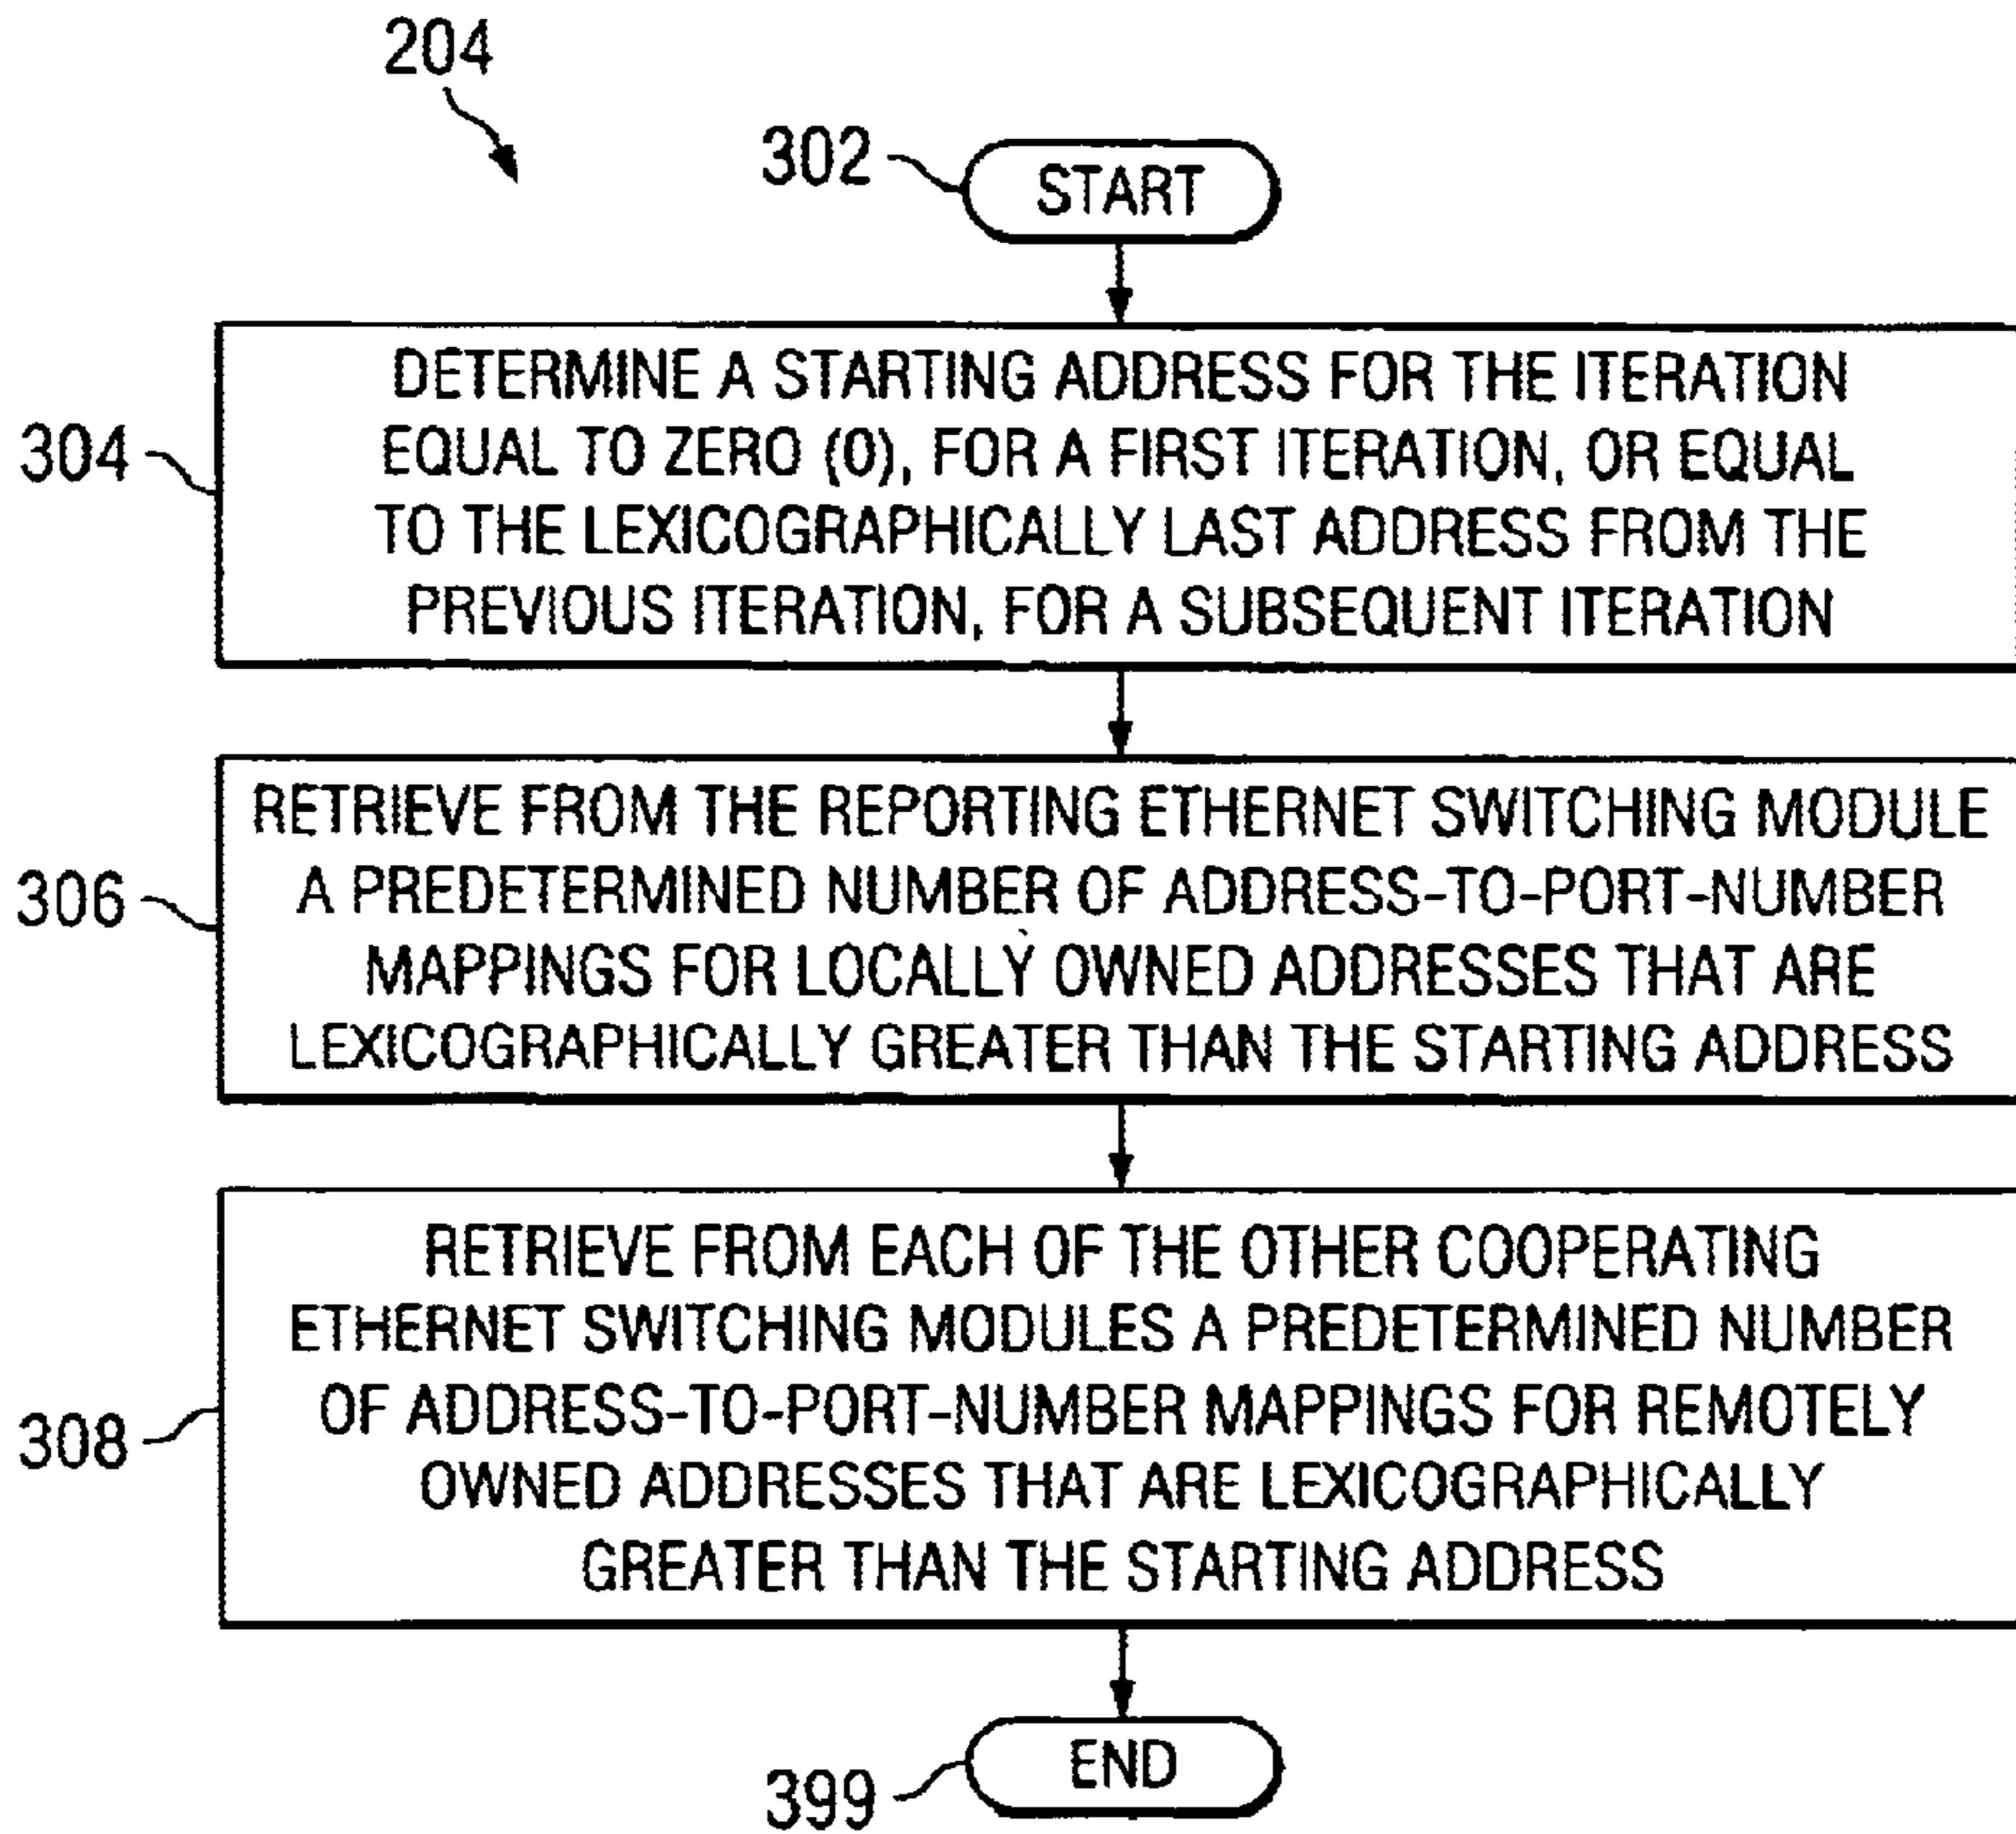 204
302
START
304
DETERMINE A STARTING ADDRESS FOR THE ITERATION
EQUAL TO ZERO (0), FOR A FIRST ITERATION, OR EQUAL
TO THE LEXICOGRAPHICALLY LAST ADDRESS FROM THE
PREVIOUS ITERATION, FOR A SUBSEQUENT ITERATION
306
RETRIEVE FROM THE REPORTING ETHERNET SWITCHING MODULE
A PREDETERMINED NUMBER OF ADDRESS-TO-PORT-NUMBER
MAPPINGS FOR LOCALLY OWNED ADDRESSES THAT ARE
LEXICOGRAPHICALLY GREATER THAN THE STARTING ADDRESS
308
RETRIEVE FROM EACH OF THE OTHER COOPERATING
ETHERNET SWITCHING MODULES A PREDETERMINED NUMBER
OF ADDRESS-TO-PORT-NUMBER MAPPINGS FOR REMOTELY
OWNED ADDRESSES THAT ARE LEXICOGRAPHICALLY
GREATER THAN THE STARTING ADDRESS
399
END